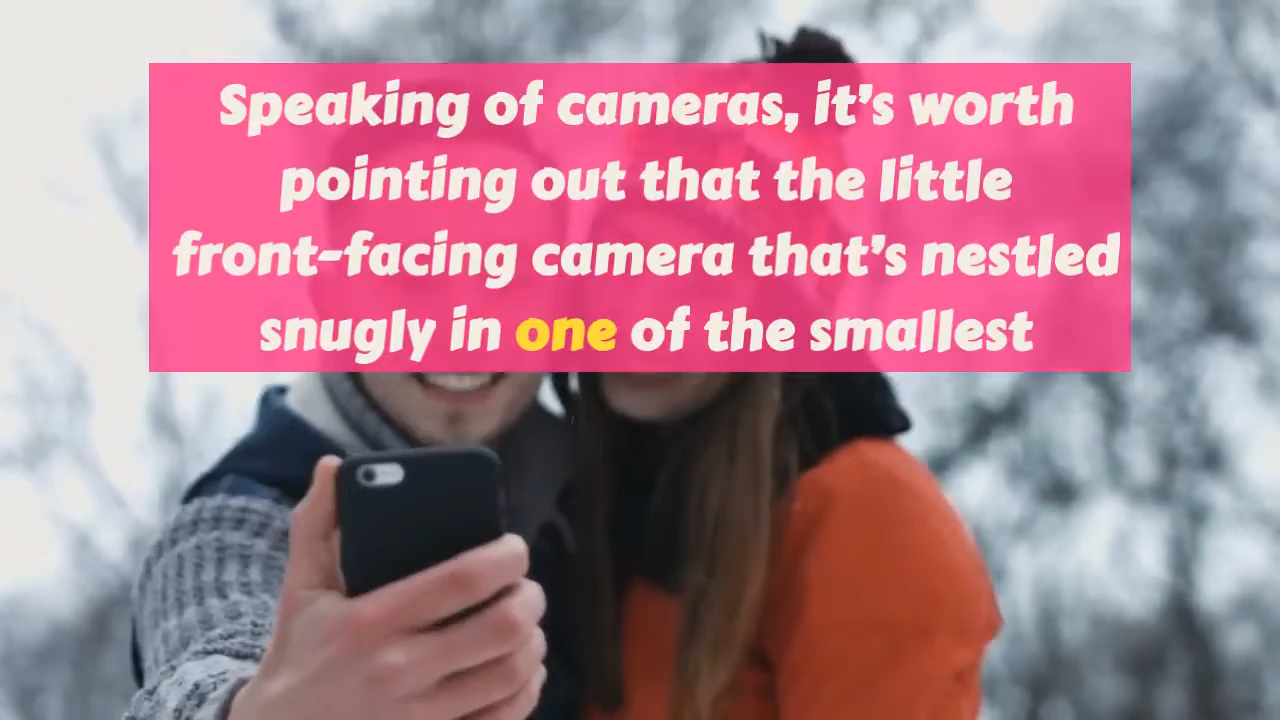 Speaking of cameras, it's worth
pointing out that the little
front-facing camera that's nestled
snugly in one of the smallest